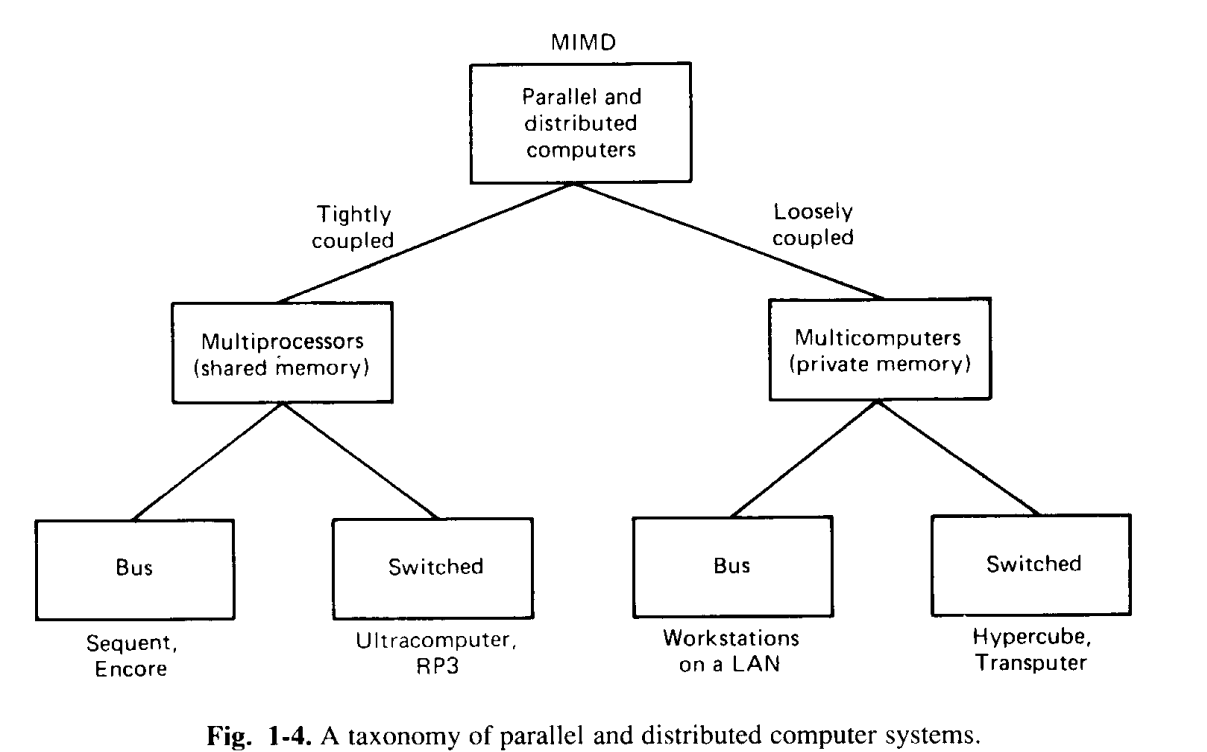 MIMD
Parallel and
distributed
computers
Tightly
coupled
Loosely
coupled
Multiprocessors
(shared memory)
Multicomputers
(private memory)
Bus
Switched
Bus
Switched
Sequent,
Encore
Ultracomputer,
RP3
Workstations
on a LAN
Hypercube,
Transputer
Fig. 1-4. A taxonomy of parallel and distributed computer systems.